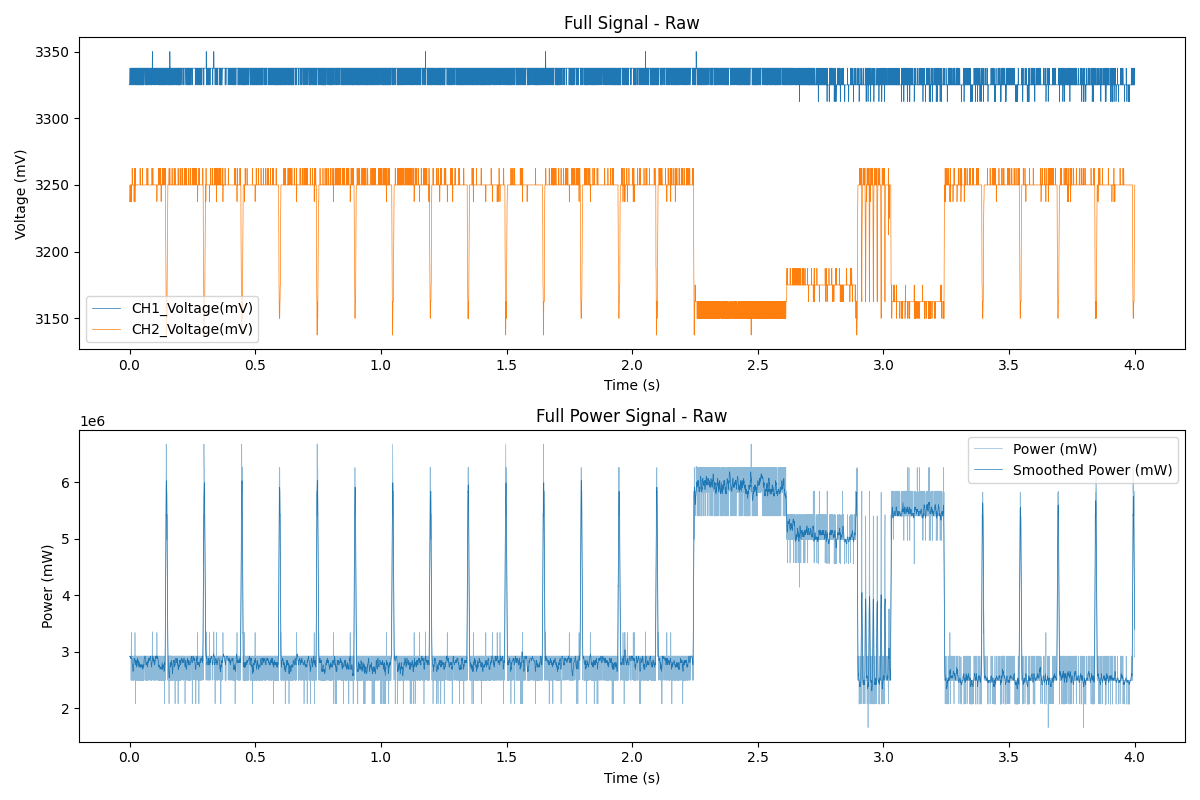 Full Signal - Raw
Voltage (mV)
3350
3300
3250
3200
3150
CH1_Voltage(mV)
CH2_Voltage(mV)
0.0 0.5 1.0 1.5 2.0 2.5 3.0 3.5 4.0
Time (s)
Full Power Signal - Raw
1e6
Power (mW)
6
5
4
3
2
Power (mW)
Smoothed Power (mW)
0.0 0.5 1.0 1.5 2.0 2.5 3.0 3.5 4.0
Time (s)